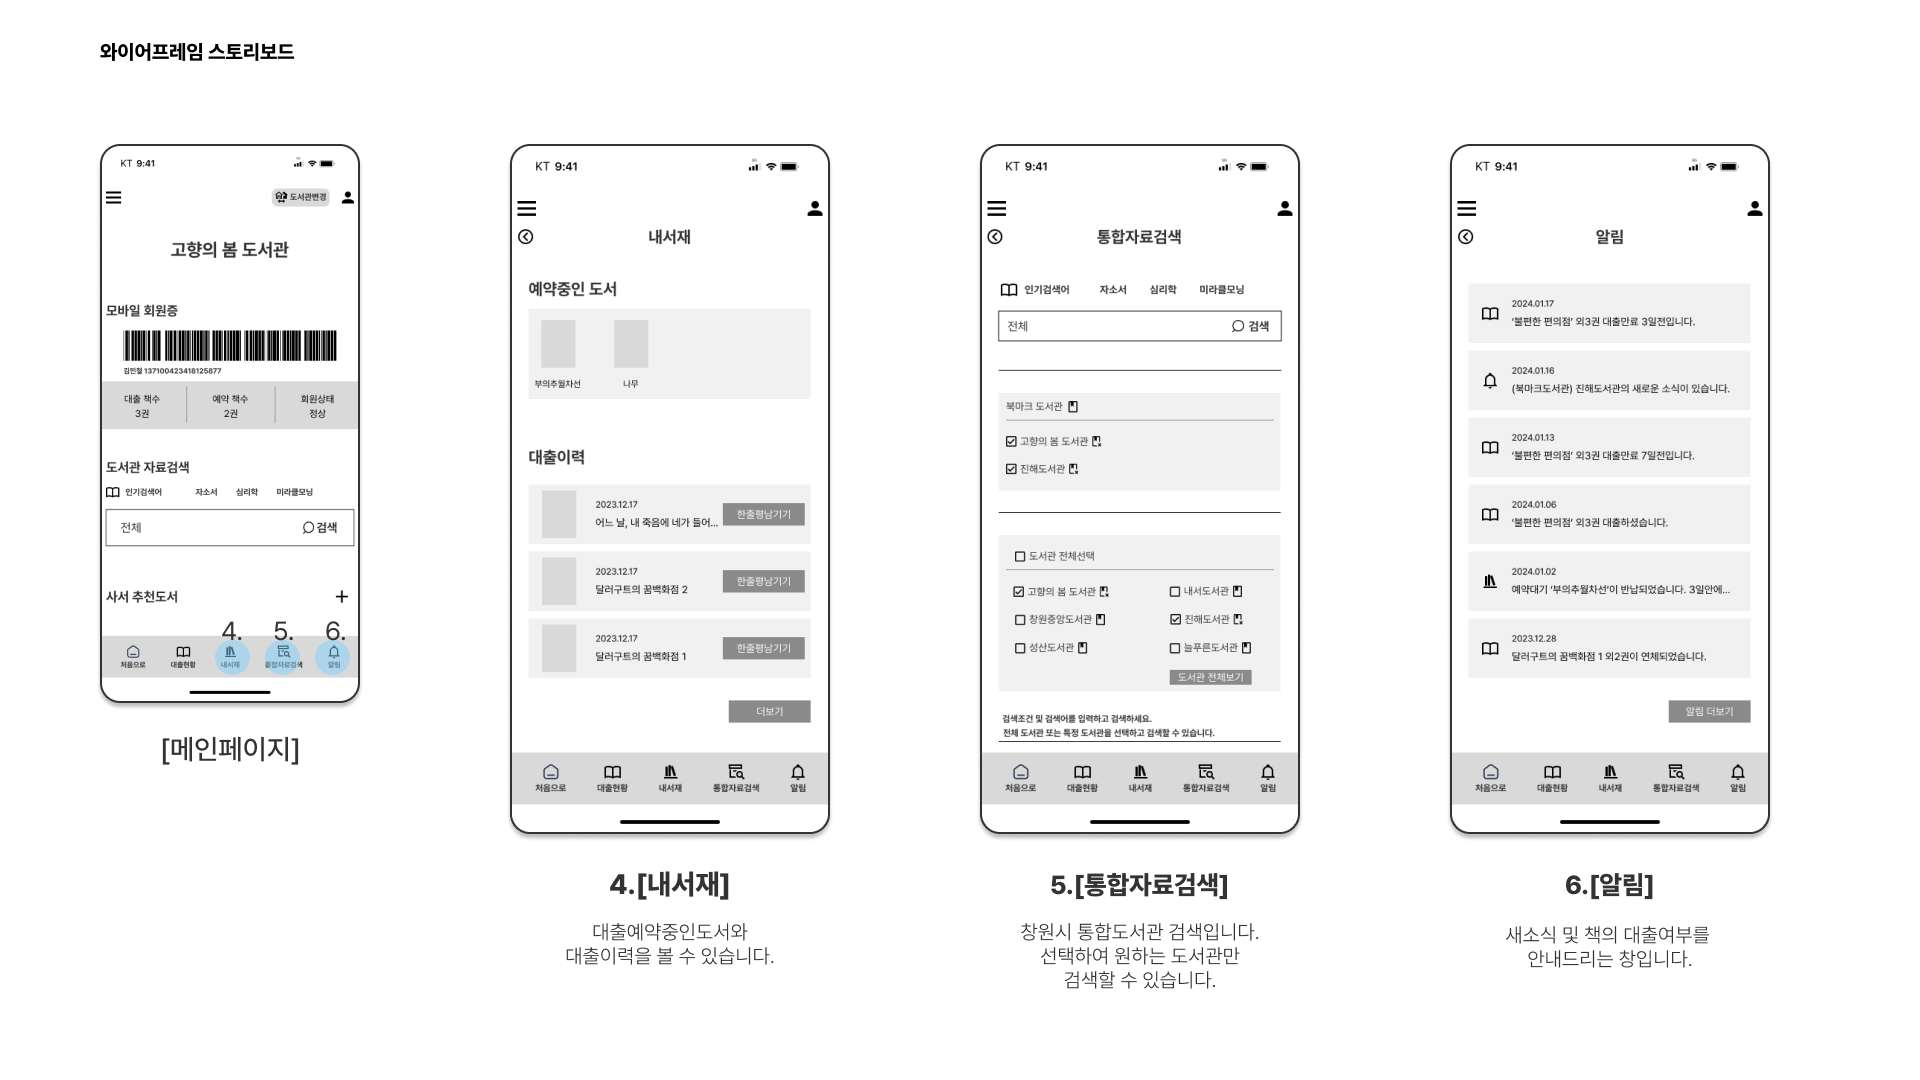 와이어프레임 스토리보드
KT 9:41
도서관변경
고향의 봄 도서관
모바일 회원증
김민철 137100423418125877
대출 책수 예약 책수 회원상태
3권 2권 정상
도서관 자료검색
인기검색어 자소서 심리학 미라클모닝
전체 검색
사서 추천도서
4. 5. 6.
처음으로 대출현황 내서재 통합자료검색 알림
[메인페이지]
KT 9:41
내서재
예약중인 도서
부의추월차선 나무
대출이력
2023.12.17
어느 날, 내 죽음에 네가 들어... 한줄평남기기
2023.12.17
달러구트의 꿈백화점 2 한줄평남기기
2023.12.17
달러구트의 꿈백화점 1 한줄평남기기
더보기
처음으로 대출현황 내서재 통합자료검색 알림
4.[내서재]
대출예약중인도서와
대출이력을 볼 수 있습니다.
KT 9:41
통합자료검색
인기검색어 자소서 심리학 미라클모닝
전체 검색
북마크 도서관
고향의 봄 도서관
진해도서관
도서관 전체선택
고향의 봄 도서관 내서도서관
창원중앙도서관 진해도서관
성산도서관 늘푸른도서관
도서관 전체보기
검색조건 및 검색어를 입력하고 검색하세요.
전체 도서관 또는 특정 도서관을 선택하고 검색할 수 있습니다.
처음으로 대출현황 내서재 통합자료검색 알림
5.[통합자료검색]
창원시 통합도서관 검색입니다.
선택하여 원하는 도서관만
검색할 수 있습니다.
KT 9:41
알림
2024.01.17
‘불편한 편의점’ 외3권 대출만료 3일전입니다.
2024.01.16
(북마크도서관) 진해도서관의 새로운 소식이 있습니다.
2024.01.13
‘불편한 편의점’ 외3권 대출만료 7일전입니다.
2024.01.06
‘불편한 편의점’ 외3권 대출하셨습니다.
2024.01.02
예약대기 ‘부의추월차선’이 반납되었습니다. 3일안에...
2023.12.28
달러구트의 꿈백화점 1 외2권이 연체되었습니다.
알림 더보기
처음으로 대출현황 내서재 통합자료검색 알림
6.[알림]
새소식 및 책의 대출여부를
안내드리는 창입니다.